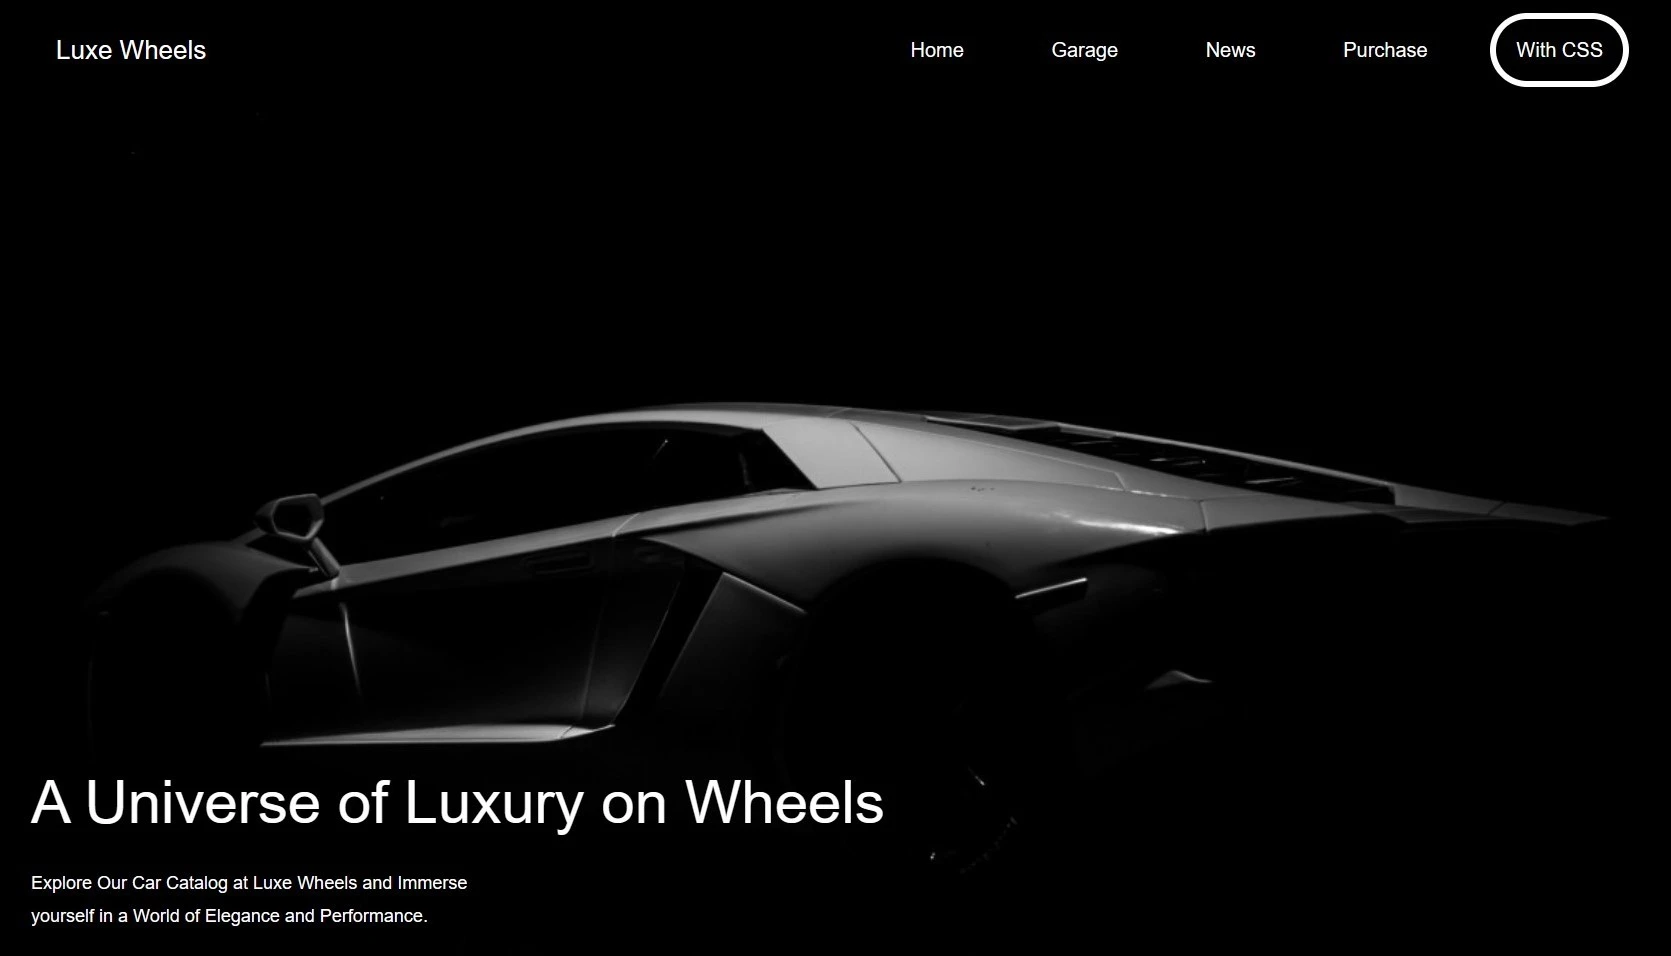 Luxe Wheels
Home
Garage
News
Purchase
With CSS
A Universe of Luxury on Wheels
Explore Our Car Catalog at Luxe Wheels and Immerse
yourself in a World of Elegance and Performance.